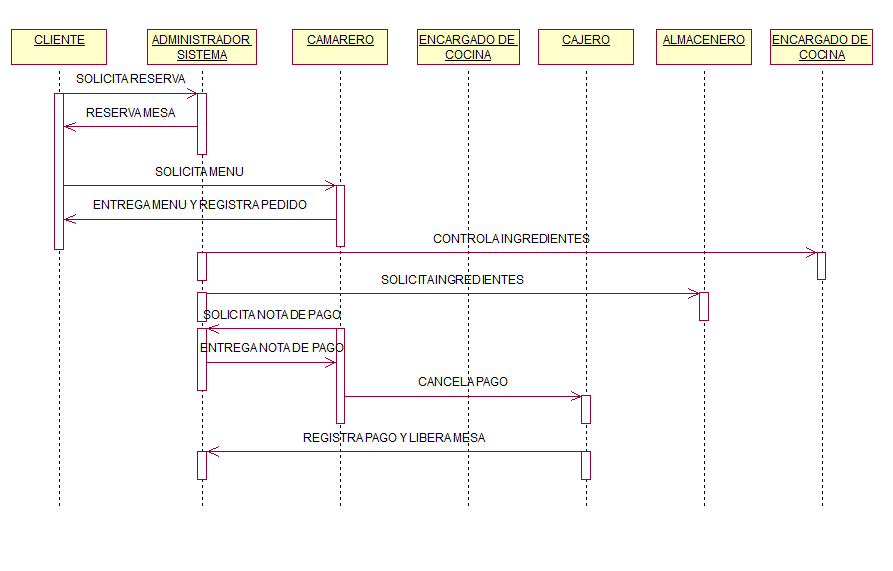 CLIENTE
ADMINISTRADOR
SISTEMA
CAMARERO
ENCARGADO DE
COCINA
CAJERO
ALMACENERO
ENCARGADO DE
COCINA
SOLICITA RESERVA
RESERVA MESA
SOLICITA MENU
ENTREGA MENU Y REGISTRA PEDIDO
CONTROLA INGREDIENTES
SOLICITA INGREDIENTES
SOLICITA NOTA DE PAGO
ENTREGA NOTA DE PAGO
CANCELA PAGO
REGISTRA PAGO Y LIBERA MESA